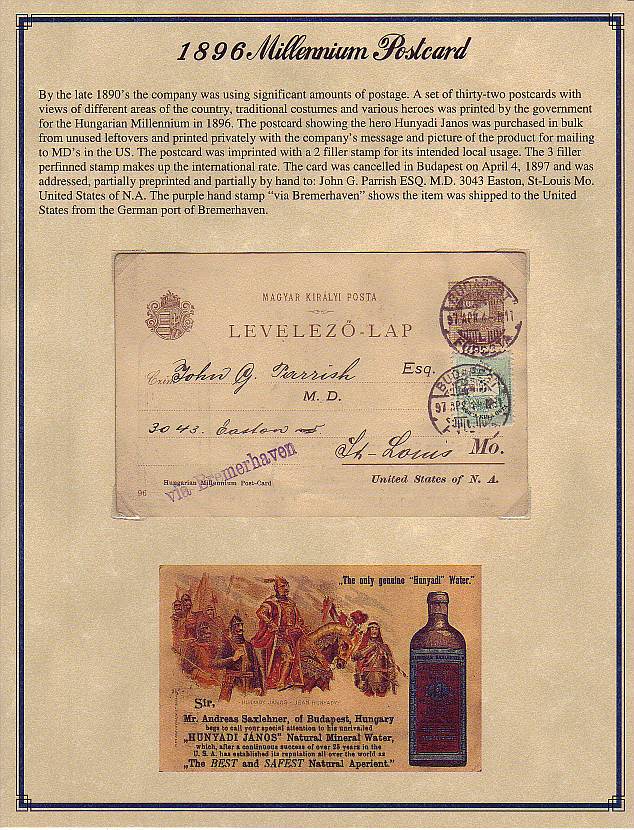 1896 Millennium Postcard
By the late 1890's the company was using significant amounts of postage. A set of thirty-two postcards with
views of different areas of the country, traditional costumes and various heroes was printed by the government
for the Hungarian Millennium in 1896. The postcard showing the hero Hunyadi Janos was purchased in bulk
from unused leftovers and printed privately with the company's message and picture of the product for mailing
to MD's in the US. The postcard was imprinted with a 2 filler stamp for its intended local usage. The 3 filler
perfinned stamp makes up the international rate. The card was cancelled in Budapest on April 4, 1897 and was
addressed, partially preprinted and partially by hand to: John G. Parrish ESQ. M.D. 3043 Easton, St-Louis Mo.
United States of N.A. The purple hand stamp "via Bremerhaven" shows the item was shipped to the United
States from the German port of Bremerhaven.
MAGYAR KIRÁLYI POSTA
LEVELEZŐ-LAP
BUDAPEST
John G. Parrish Esq.
M. D.
BUDAPEST
3043. Easton
St-Louis Mo.
via Bremerhaven
Hungarian Millennium Post-Card
United States of N. A.
96
„The only genuine "Hunyadi" Water."
HUNYADY JÁNOS - JEAN HUNYADY
Sir,
Mr. Andreas Saxlehner, of Budapest, Hungary
begs to call your special attention to his unrivalled
„HUNYADI JÁNOS" Natural Mineral Water,
which, after a continuous success of over 25 years in the
U. S. A. has established its reputation all over the world as
„The BEST and SAFEST Natural Aperient."